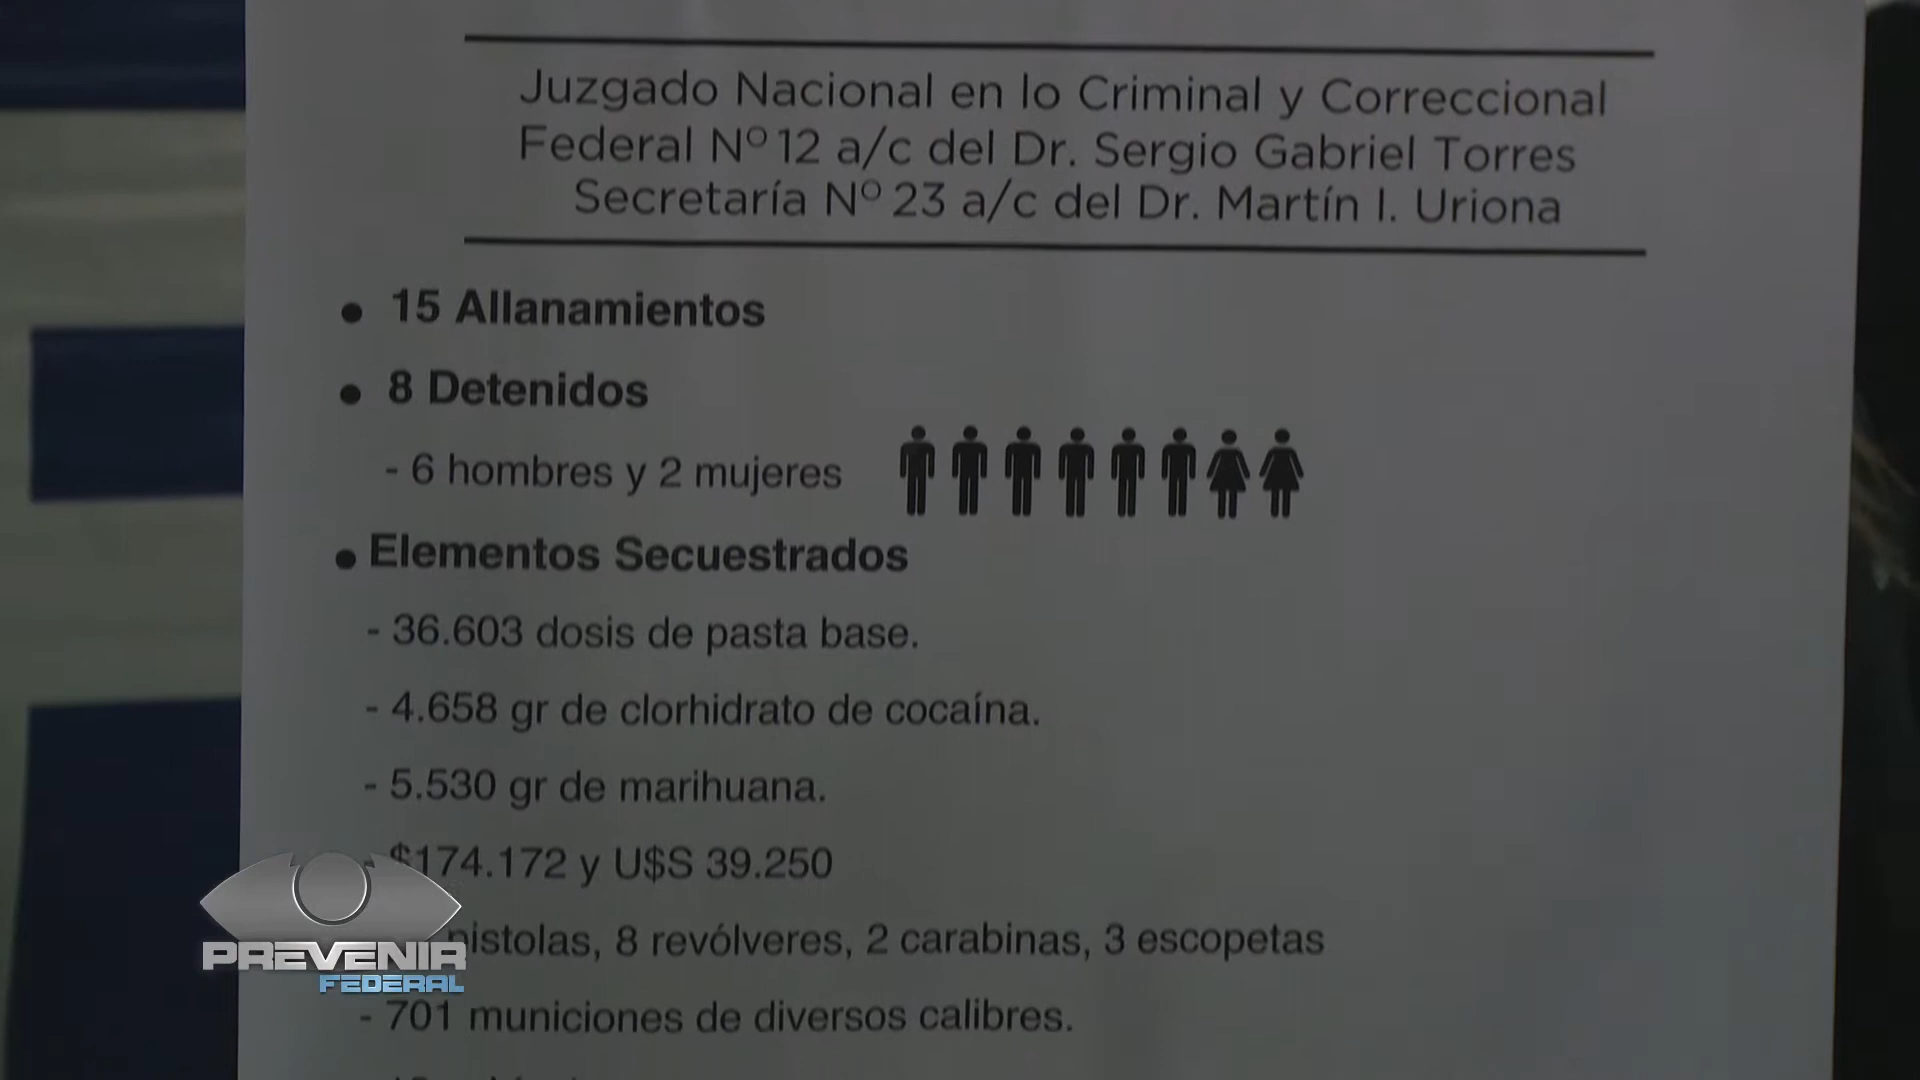 Juzgado Nacional en lo Criminal y Correccional
Federal Nº 12 a/c del Dr. Sergio Gabriel Torres
Secretaría Nº 23 a/c del Dr. Martín I. Uriona
● 15 Allanamientos
● 8 Detenidos
- 6 hombres y 2 mujeres
● Elementos Secuestrados
- 36.603 dosis de pasta base.
- 4.658 gr de clorhidrato de cocaína.
- 5.530 gr de marihuana.
$174.172 y U$S 39.250
pistolas, 8 revólveres, 2 carabinas, 3 escopetas
PREVENIR
FEDERAL
- 701 municiones de diversos calibres.